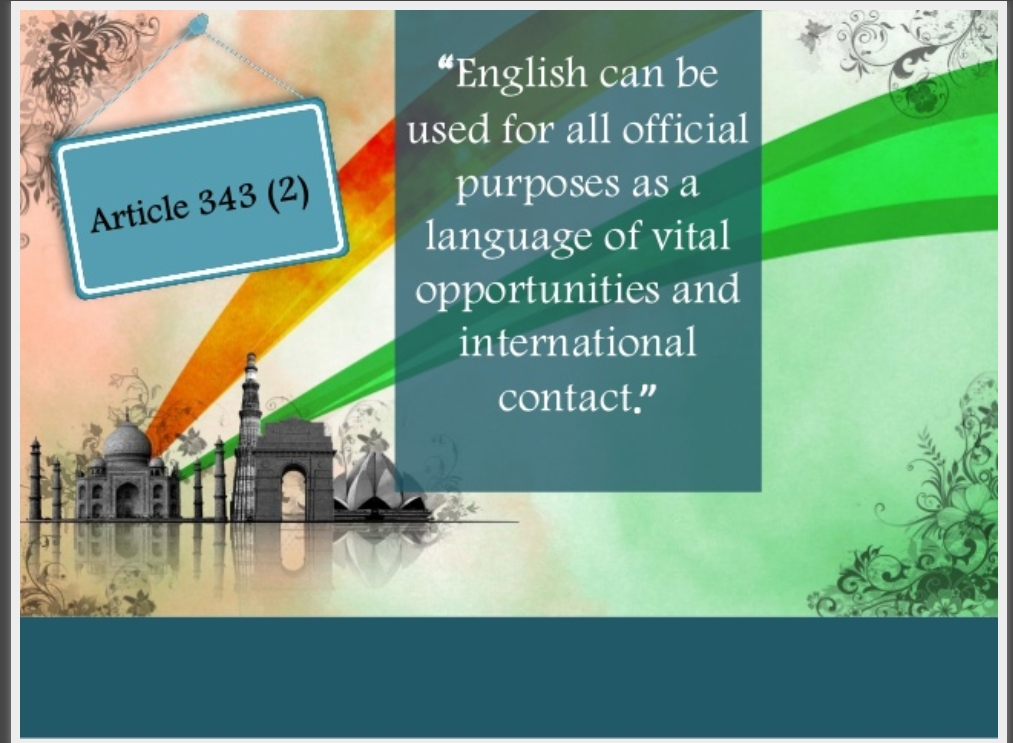 Article 343 (2)
“English can be
used for all official
purposes as a
language of vital
opportunities and
international
contact.”